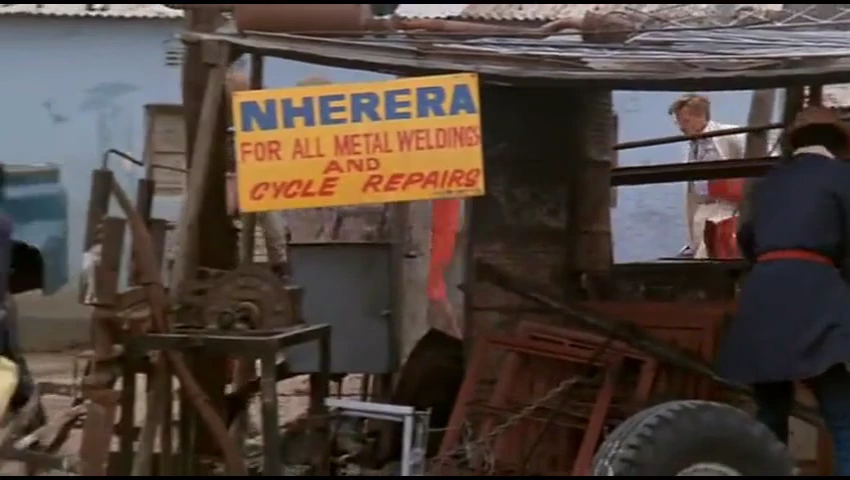 NHERERA
FOR ALL METAL WELDINGS
AND
CYCLE REPAIRS